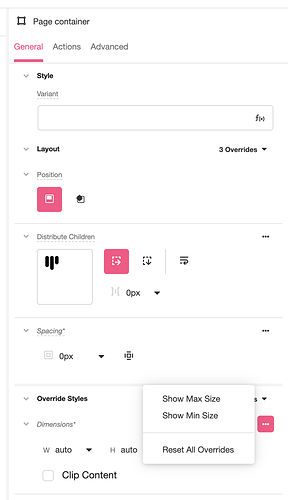 Page container
General Actions Advanced
Style
Variant
f(x)
Layout 3 Overrides
Position
Distribute Children
0px
Spacing*
0px
Show Max Size
Override Styles
Show Min Size
Dimensions*
W auto H auto
Reset All Overrides
Clip Content